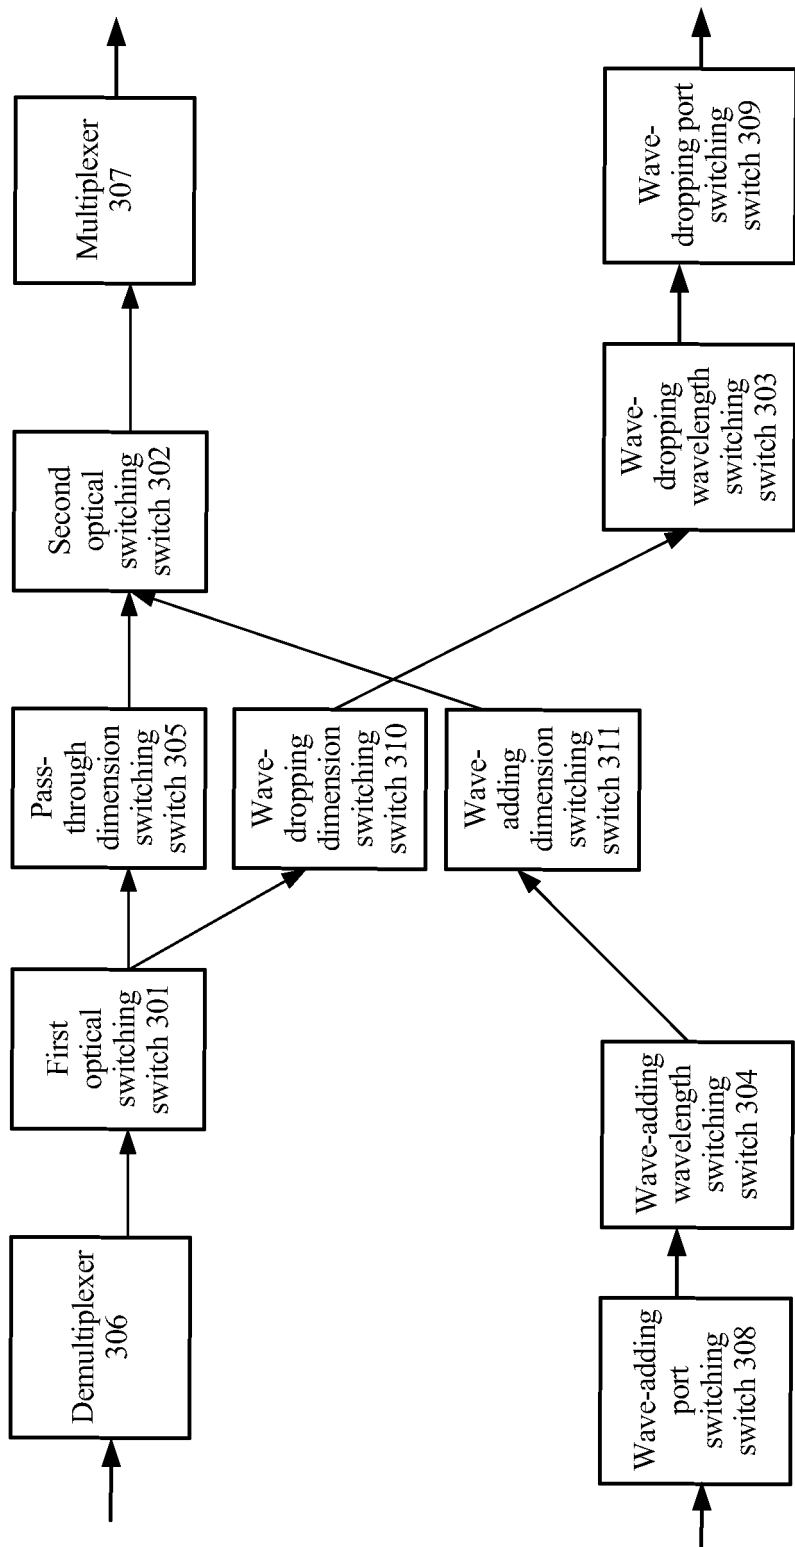 Demultiplexer
306
First
optical
switching
switch 301
Pass-
through
dimension
switching
switch 305
Second
optical
switching
switch 302
Multiplexer
307
Wave-
dropping
dimension
switching
switch 310
Wave-
adding
dimension
switching
switch 311
Wave-adding
port
switching
switch 308
Wave-adding
wavelength
switching
switch 304
Wave-
dropping
wavelength
switching
switch 303
Wave-
dropping port
switching
switch 309